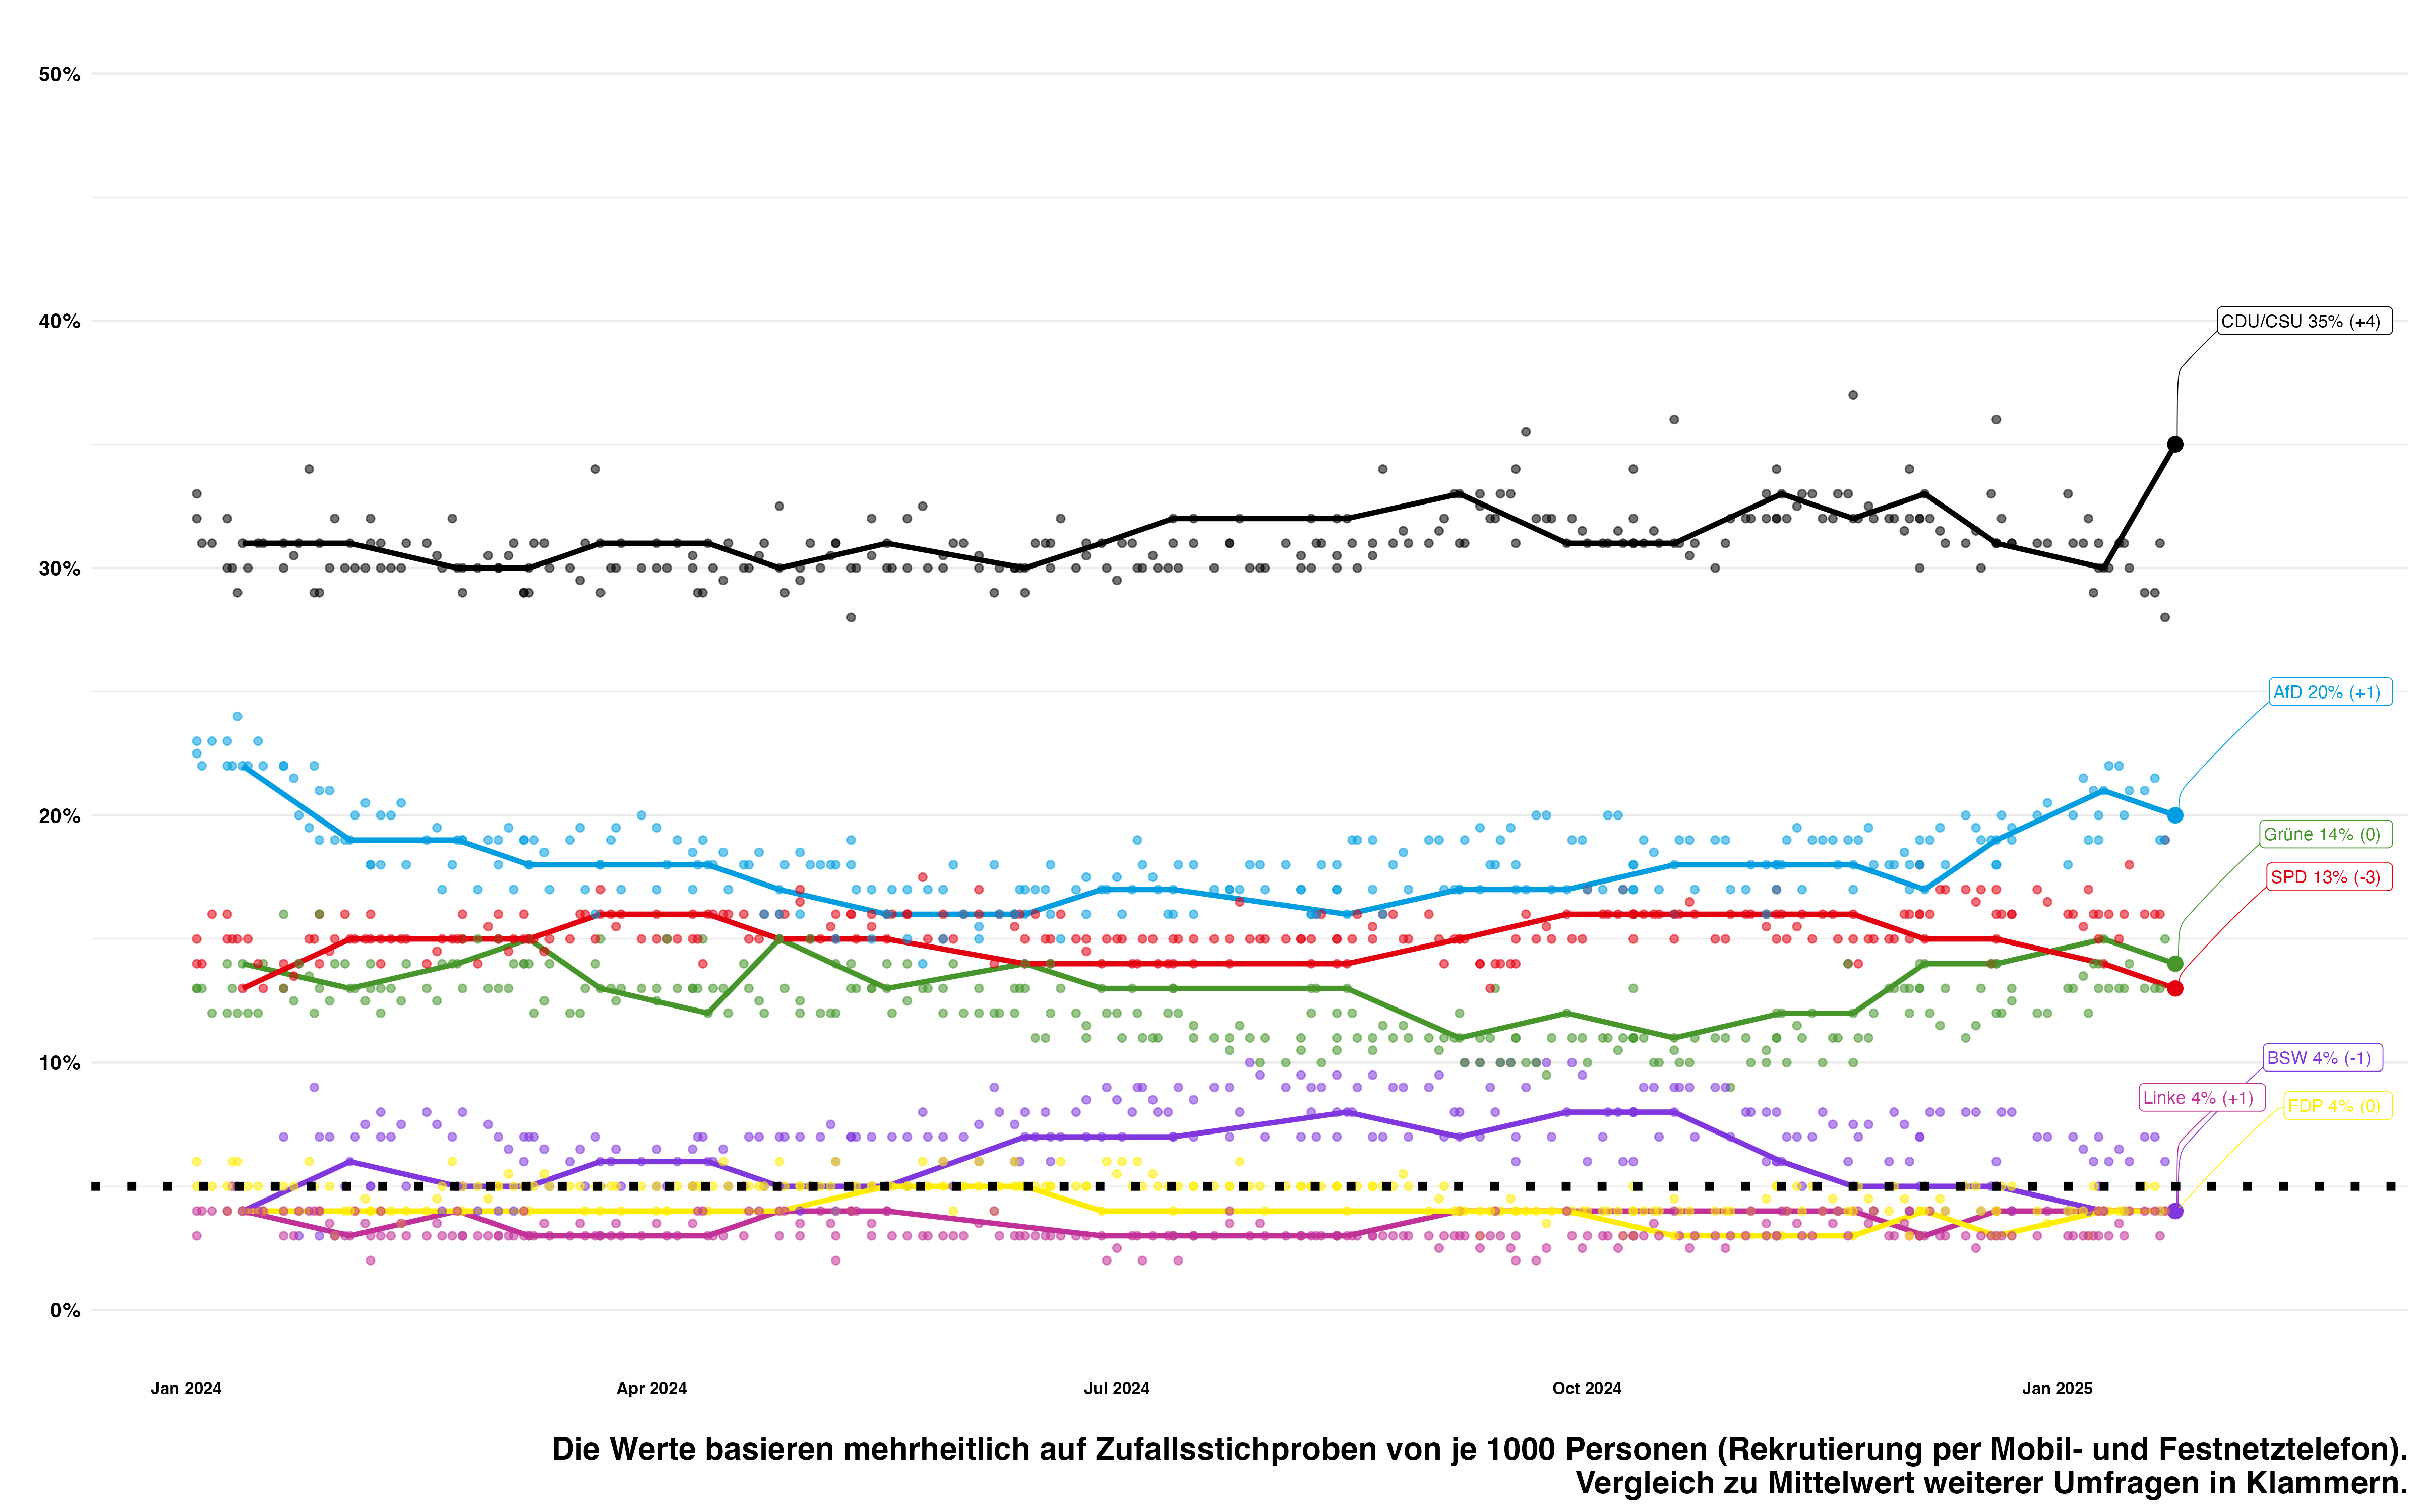 50%
40%
30%
20%
10%
0%
CDU/CSU 35% (+4)
AfD 20% (+1)
Grüne 14% (0)
SPD 13% (-3)
BSW 4% (-1)
Linke 4% (+1)
FDP 4% (0)
Jan 2024
Apr 2024
Jul 2024
Oct 2024
Jan 2025
Die Werte basieren mehrheitlich auf Zufallsstichproben von je 1000 Personen (Rekrutierung per Mobil- und Festnetztelefon).
Vergleich zu Mittelwert weiterer Umfragen in Klammern.